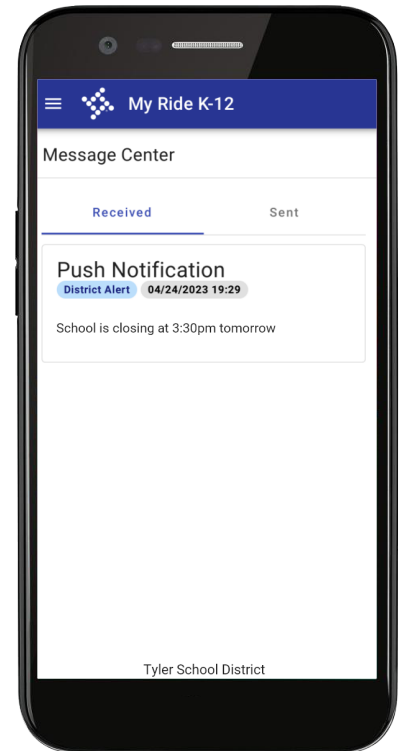 My Ride K-12
Message Center
Received Sent
Push Notification
District Alert 04/24/2023 19:29
School is closing at 3:30pm tomorrow
Tyler School District